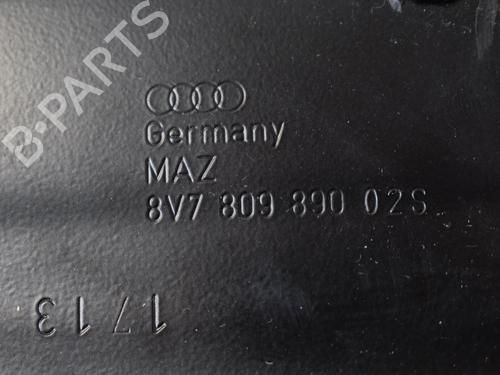 B-PARTS
Germany
MAZ
8V7 809 890 02S
1713